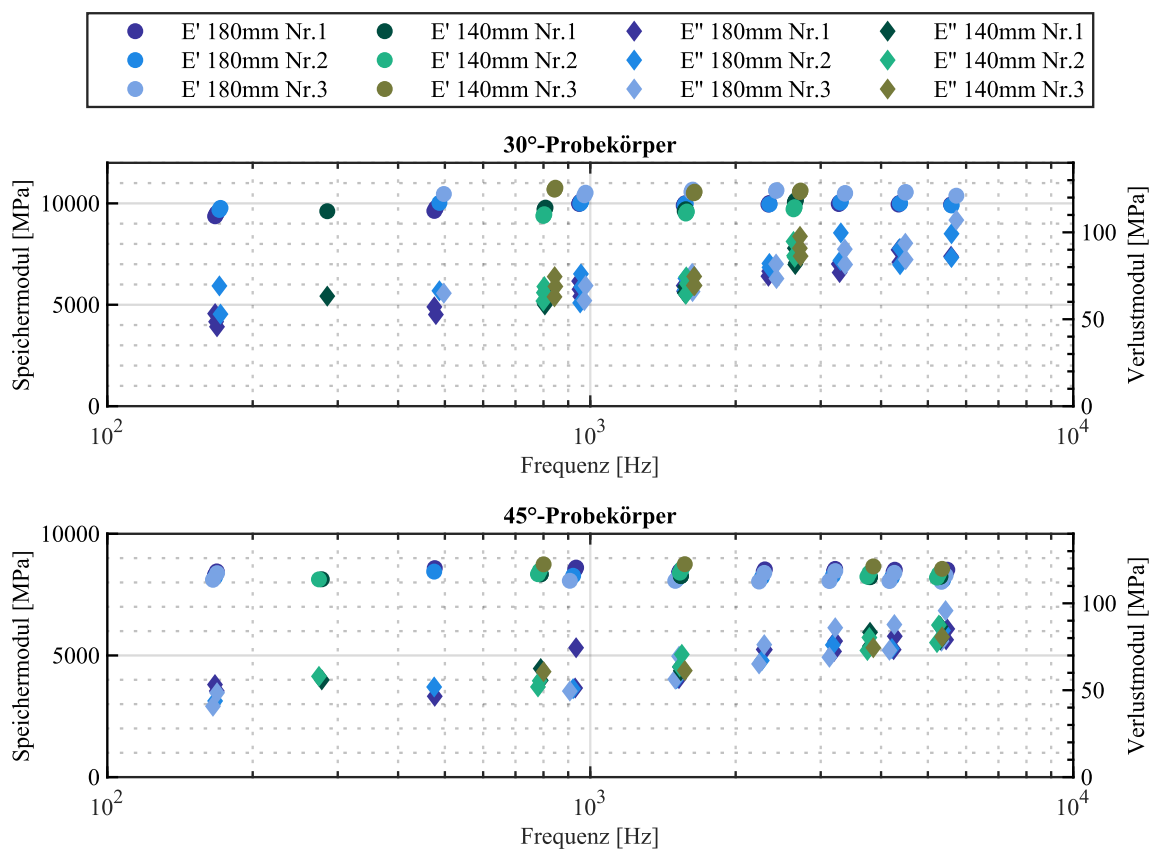 E' 180mm Nr.1 E' 140mm Nr.1 E'' 180mm Nr.1 E'' 140mm Nr.1
E' 180mm Nr.2 E' 140mm Nr.2 E'' 180mm Nr.2 E'' 140mm Nr.2
E' 180mm Nr.3 E' 140mm Nr.3 E'' 180mm Nr.3 E'' 140mm Nr.3
30°-Probekörper
Speichermodul [MPa]
10000
5000
0
Verlustmodul [MPa]
100
50
0
10² 10³ 10⁴
Frequenz [Hz]
45°-Probekörper
Speichermodul [MPa]
10000
5000
0
Verlustmodul [MPa]
100
50
0
10² 10³ 10⁴
Frequenz [Hz]